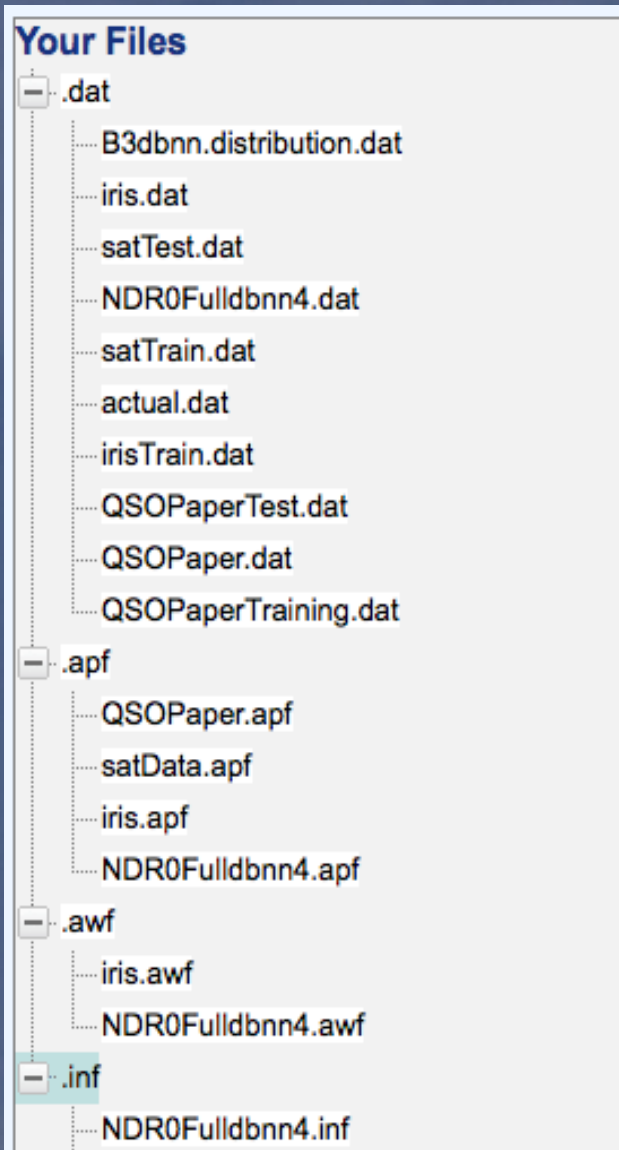 Your Files
.dat
B3dbnn.distribution.dat
iris.dat
satTest.dat
NDR0Fulldbnn4.dat
satTrain.dat
actual.dat
irisTrain.dat
QSOPaperTest.dat
QSOPaper.dat
QSOPaperTraining.dat
.apf
QSOPaper.apf
satData.apf
iris.apf
NDR0Fulldbnn4.apf
.awf
iris.awf
NDR0Fulldbnn4.awf
.inf
NDR0Fulldbnn4.inf